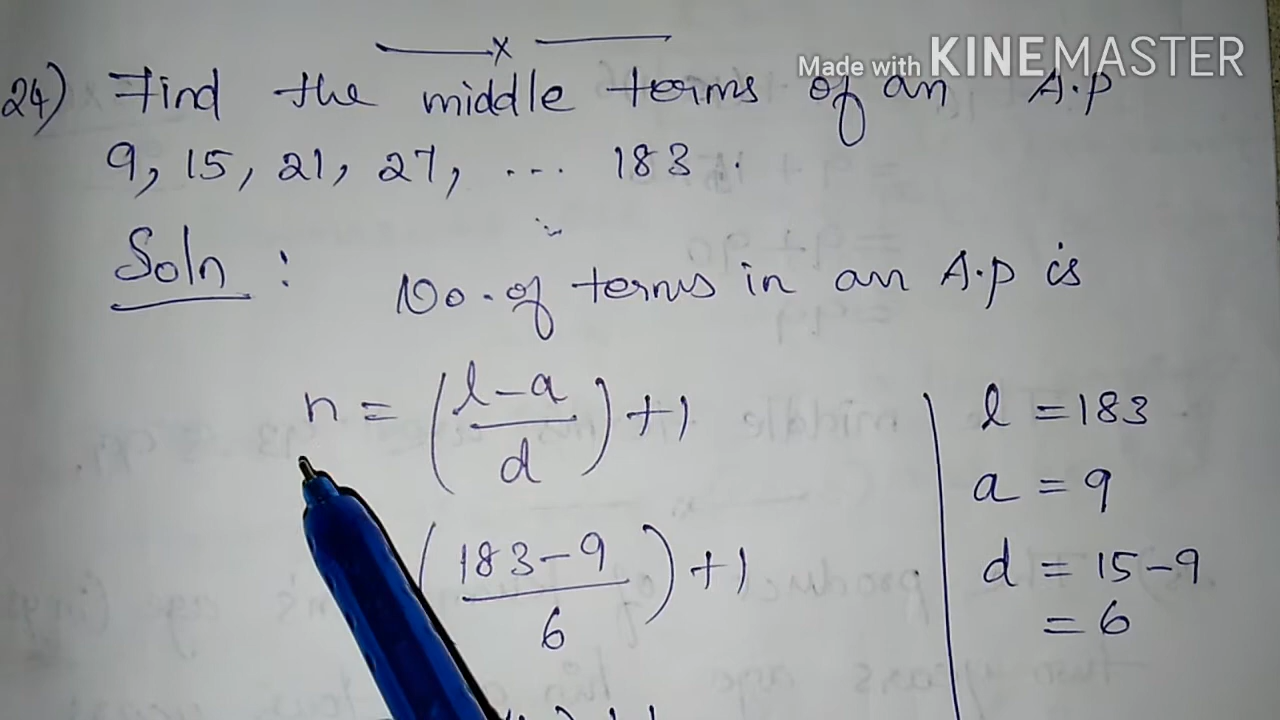 Made with KINEMASTER
24) Find the middle terms of an A.P
9, 15, 21, 27, ... 183.
Soln : No. of terms in an A.P is
n = (l-a/d)+1
l = 183
a = 9
(183-9/6)+1
d = 15-9
= 6